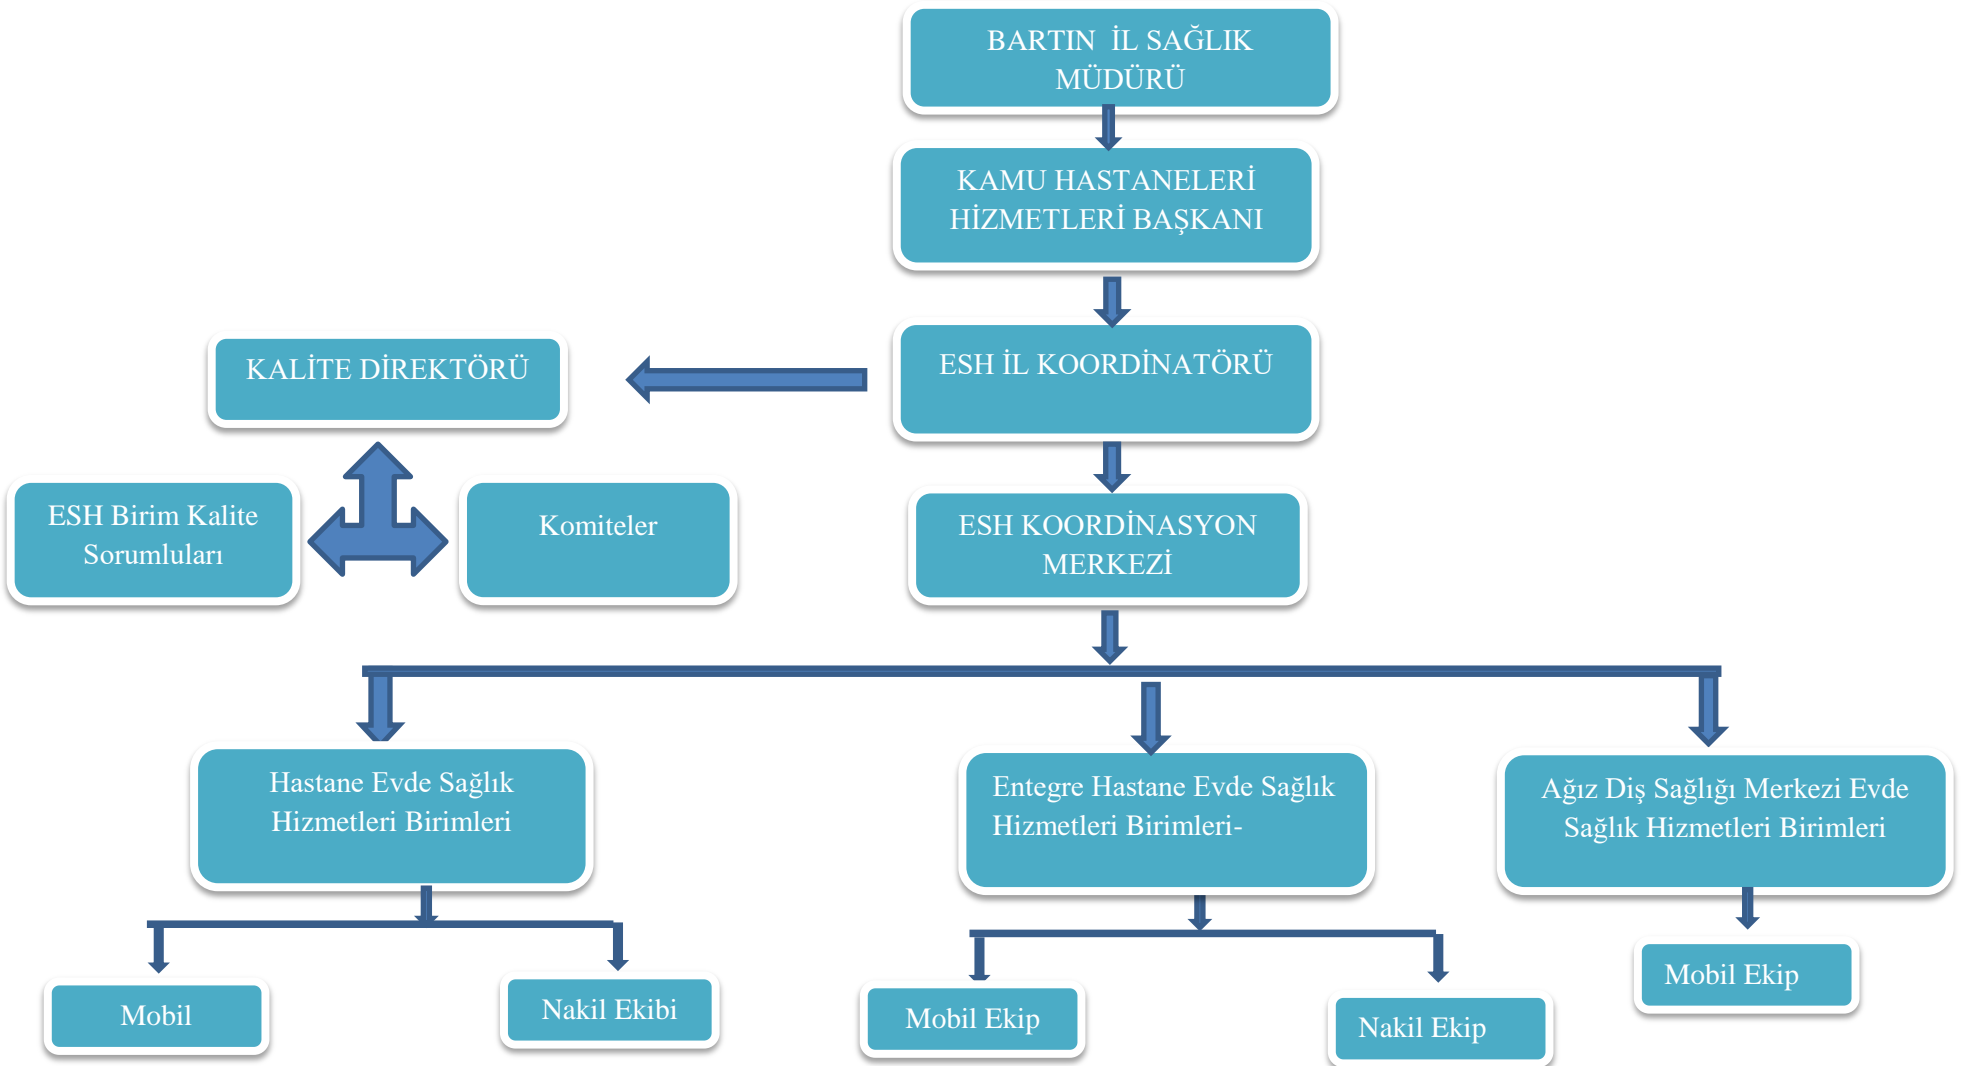 BARTIN İL SAĞLIK
MÜDÜRÜ
KAMU HASTANELERİ
HİZMETLERİ BAŞKANI
KALİTE DİREKTÖRÜ
ESH İL KOORDİNATÖRÜ
ESH Birim Kalite
Sorumluları
Komiteler
ESH KOORDİNASYON
MERKEZİ
Hastane Evde Sağlık
Hizmetleri Birimleri
Entegre Hastane Evde Sağlık
Hizmetleri Birimleri-
Ağız Diş Sağlığı Merkezi Evde
Sağlık Hizmetleri Birimleri
Mobil
Nakil Ekibi
Mobil Ekip
Nakil Ekip
Mobil Ekip